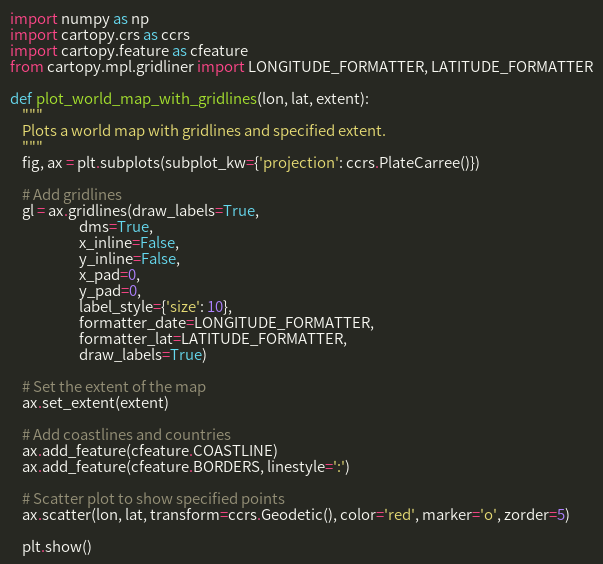 import numpy as np
import cartopy.crs as ccrs
import cartopy.feature as cfeature
from cartopy.mpl.gridliner import LONGITUDE_FORMATTER, LATITUDE_FORMATTER
def plot_world_map_with_gridlines(lon, lat, extent):
"""
Plots a world map with gridlines and specified extent.
"""
fig, ax = plt.subplots(subplot_kw={'projection': ccrs.PlateCarree()})
# Add gridlines
gl = ax.gridlines(draw_labels=True,
dms=True,
x_inline=False,
y_inline=False,
x_pad=0,
y_pad=0,
label_style={'size': 10},
formatter_date=LONGITUDE_FORMATTER,
formatter_lat=LATITUDE_FORMATTER,
draw_labels=True)
# Set the extent of the map
ax.set_extent(extent)
# Add coastlines and countries
ax.add_feature(cfeature.COASTLINE)
ax.add_feature(cfeature.BORDERS, linestyle=':')
# Scatter plot to show specified points
ax.scatter(lon, lat, transform=ccrs.Geodetic(), color='red', marker='o', zorder=5)
plt.show()